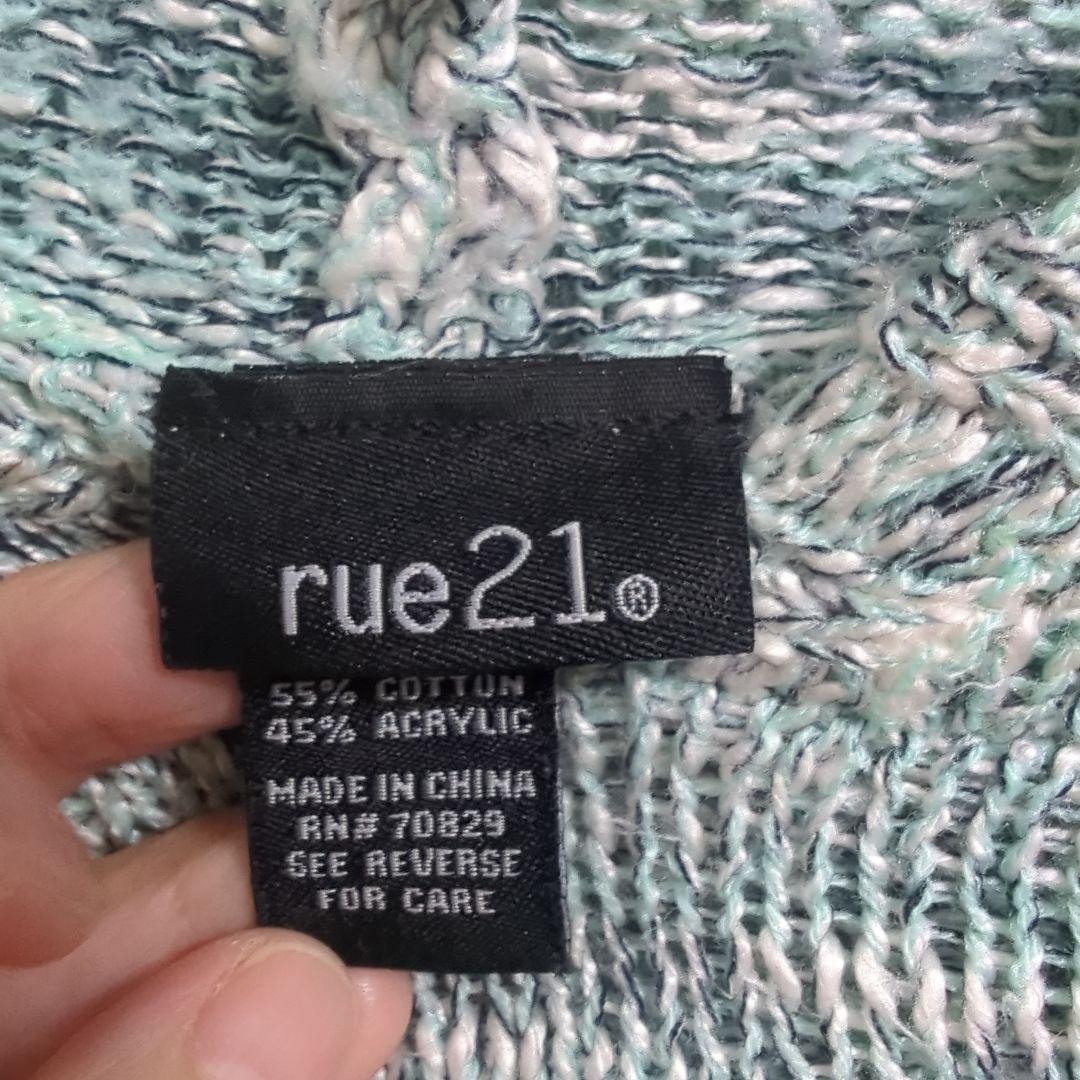 rue21®
55% COTTON
45% ACRYLIC
MADE IN CHINA
RN# 70829
SEE REVERSE
FOR CARE